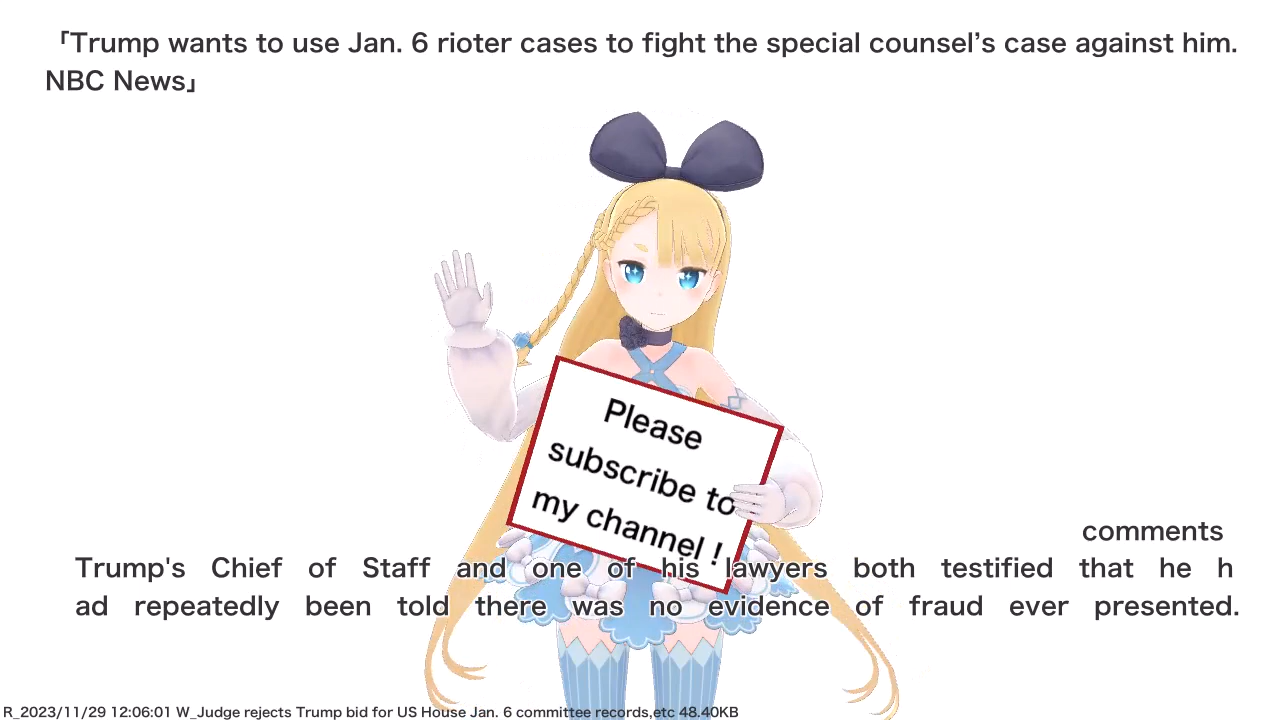 「Trump wants to use Jan. 6 rioter cases to fight the special counsel’s case against him.
NBC News」
Please
subscribe to
my channel !
comments
Trump's Chief of Staff and one of his lawyers both testified that he h
ad repeatedly been told there was no evidence of fraud ever presented.
R_2023/11/29 12:06:01 W_Judge rejects Trump bid for US House Jan. 6 committee records,etc 48.40KB